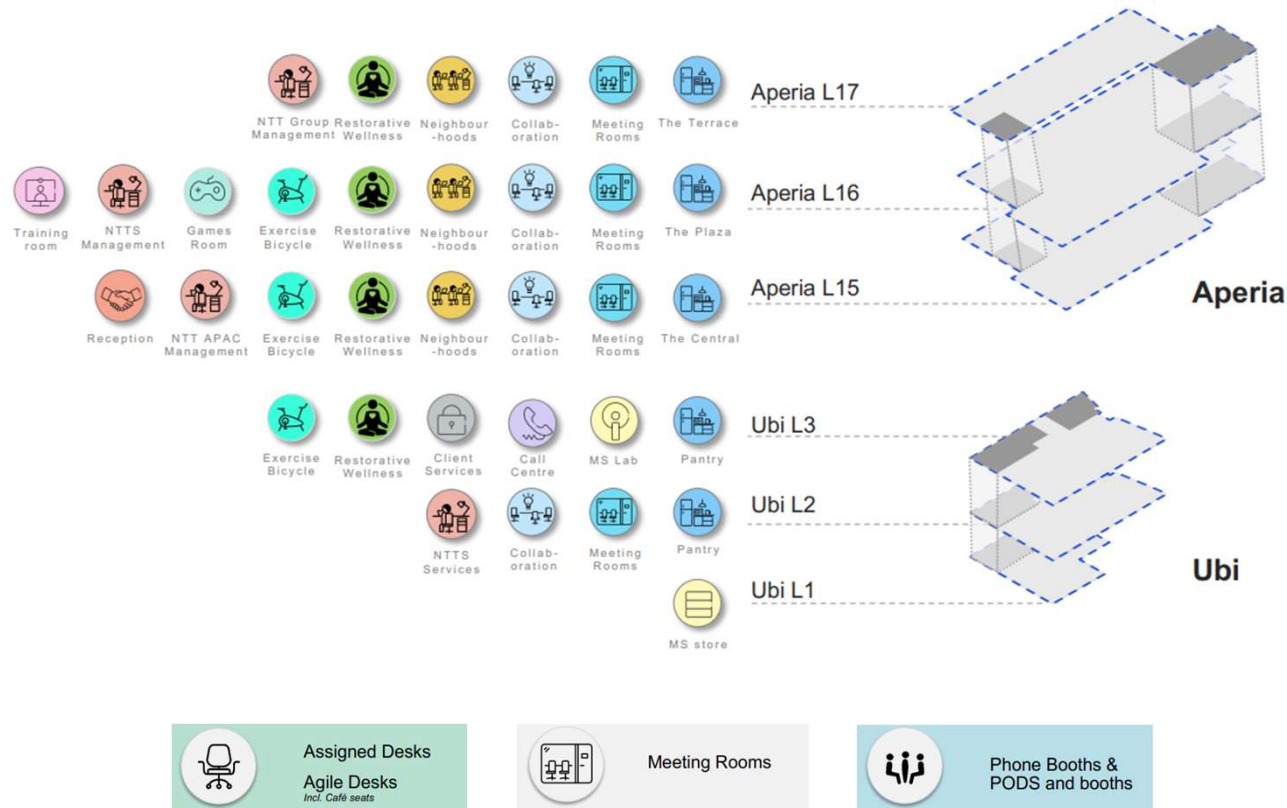 Aperia L17
NTT Group
Management
Restorative
Wellness
Neighbour
-hoods
Collab-
oration
Meeting
Rooms
The Terrace
Aperia L16
Training
room
NTTS
Management
Games
Room
Exercise
Bicycle
Restorative
Wellness
Neighbour
-hoods
Collab-
oration
Meeting
Rooms
The Plaza
Aperia L15
Aperia
Reception
NTT APAC
Management
Exercise
Bicycle
Restorative
Wellness
Neighbour
-hoods
Collab-
oration
Meeting
Rooms
The Central
Ubi L3
Exercise
Bicycle
Restorative
Wellness
Client
Services
Call
Centre
MS Lab
Pantry
Ubi L2
NTTS
Services
Collab-
oration
Meeting
Rooms
Pantry
Ubi
Ubi L1
MS store
Assigned Desks
Agile Desks
Incl. Café seats
Meeting Rooms
Phone Booths &
PODS and booths